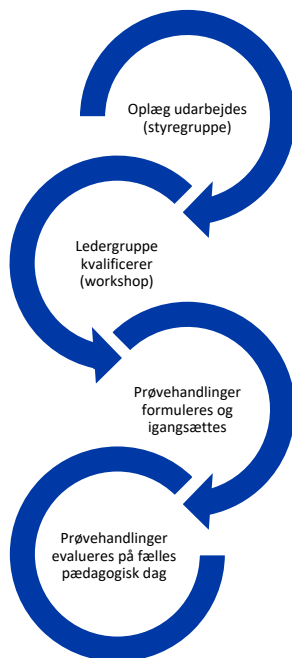 Oplæg udarbejdes
(styregruppe)
Ledergruppe
kvalificerer
(workshop)
Prøvehandlinger
formuleres og
igangsættes
Prøvehandlinger
evalueres på fælles
pædagogisk dag